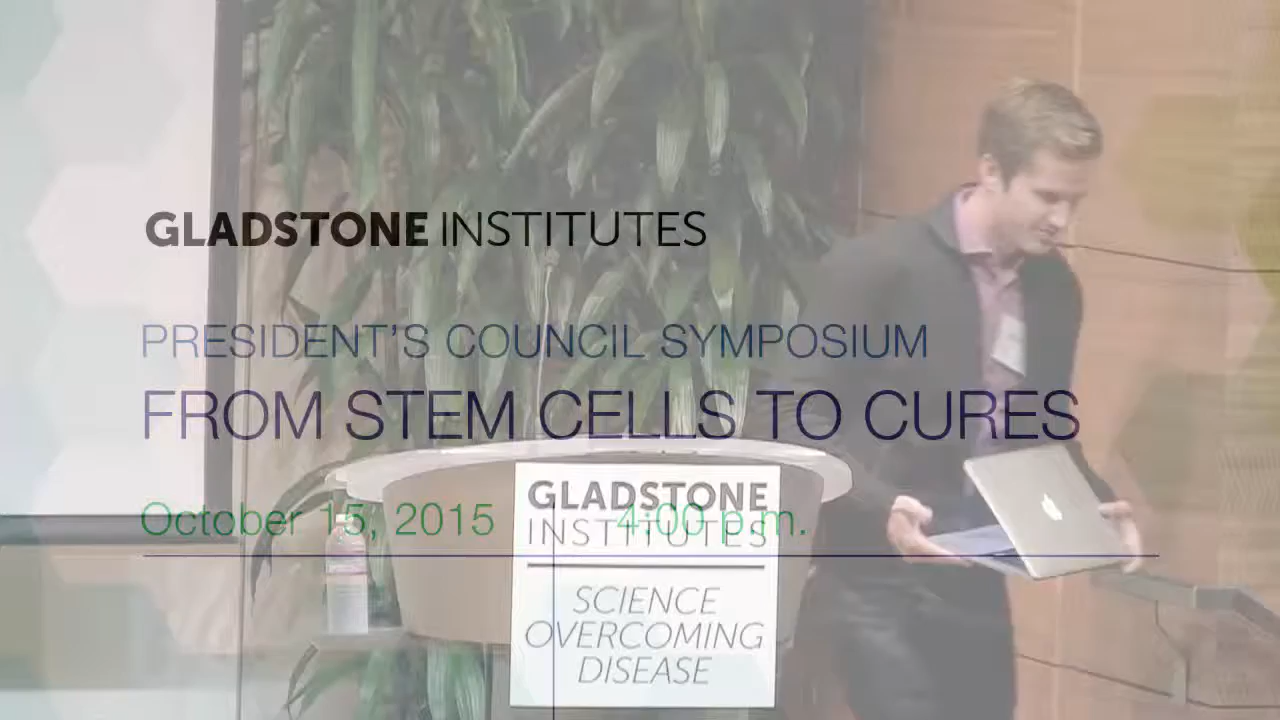 GLADSTONE INSTITUTES
PRESIDENT'S COUNCIL SYMPOSIUM
FROM STEM CELLS TO CURES
October 15, 2015 4:00 p.m.
GLADSTONE
INSTITUTES
SCIENCE
OVERCOMING
DISEASE